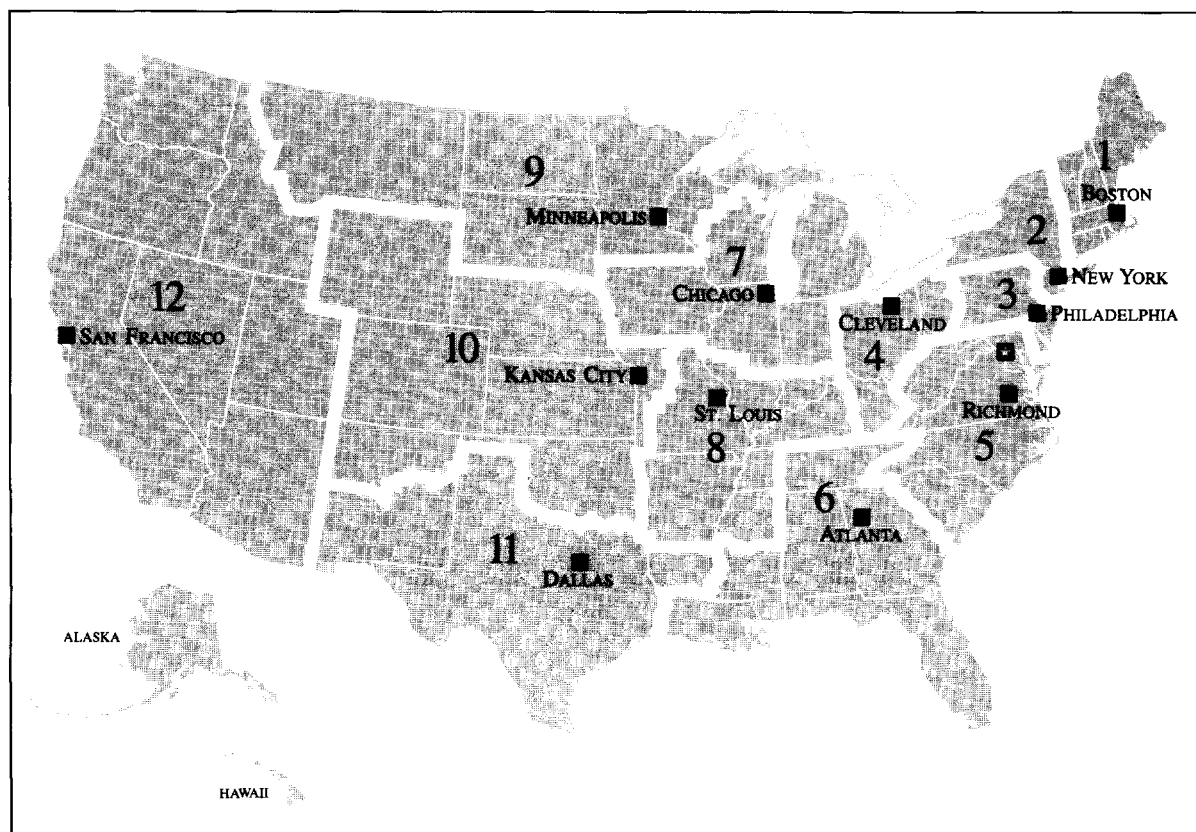 1
BOSTON
9
MINNEAPOLIS
2
7
NEW YORK
12
CHICAGO
3
PHILADELPHIA
CLEVELAND
SAN FRANCISCO
10
4
KANSAS CITY
RICHMOND
ST. LOUIS
8
5
6
ATLANTA
11
DALLAS
ALASKA
HAWAII